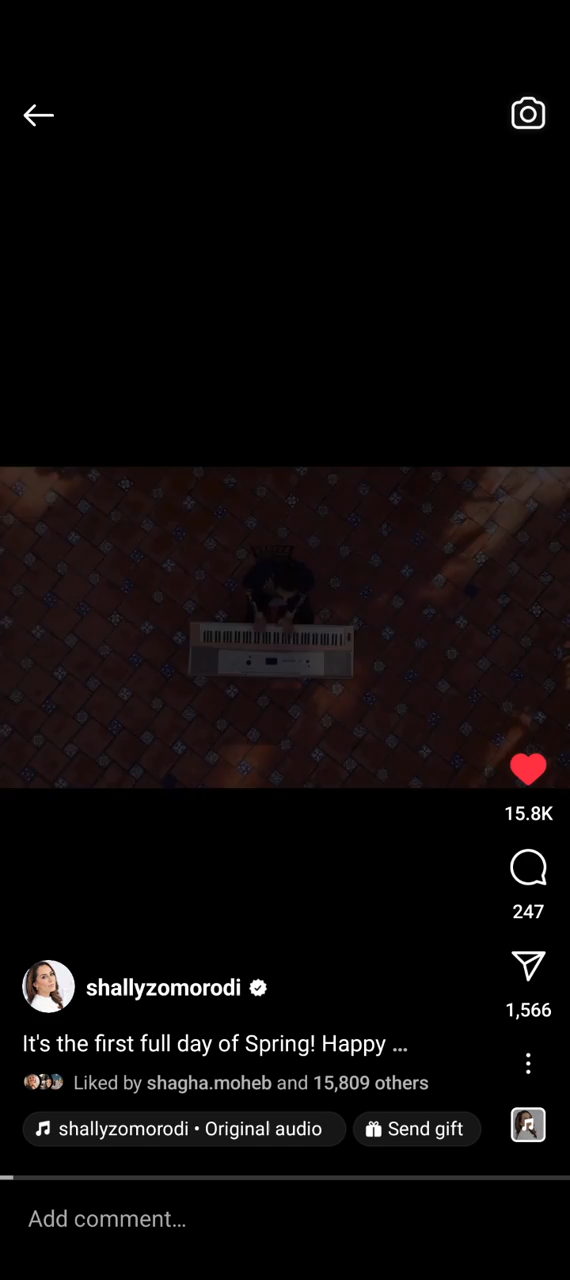 15.8K
247
1,566
shallyzomorodi
It's the first full day of Spring! Happy ...
Liked by shagha.moheb and 15,809 others
shallyzomorodi • Original audio
Send gift
Add comment...